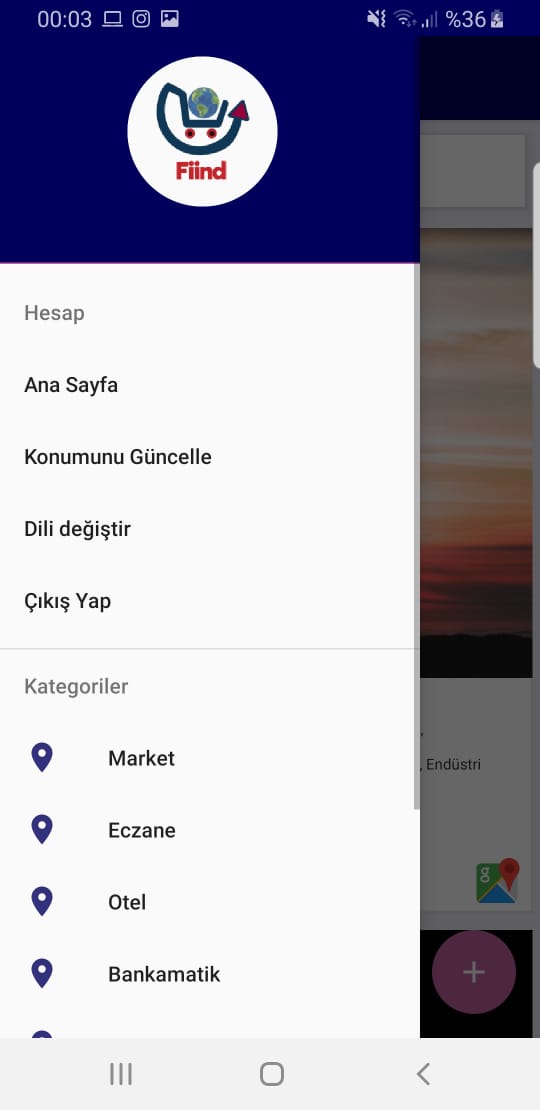 00:03
%36
Fiind
Hesap
Ana Sayfa
Konumunu Güncelle
Dili değiştir
Çıkış Yap
, Endüstri
Kategoriler
Market
Eczane
Otel
g
Bankamatik
+